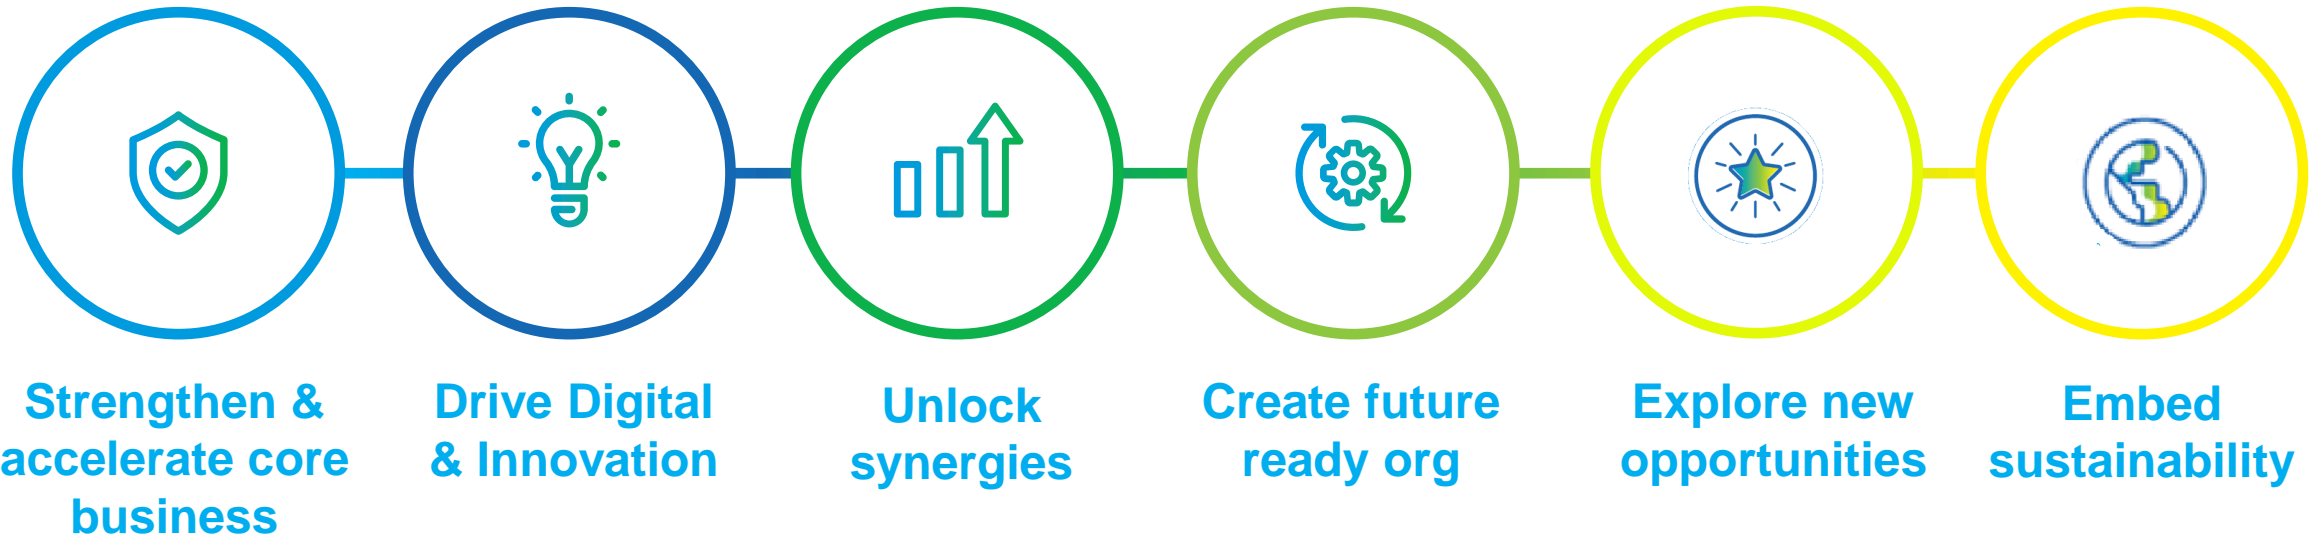 Strengthen &
accelerate core
business
Drive Digital
& Innovation
Unlock
synergies
Create future
ready org
Explore new
opportunities
Embed
sustainability